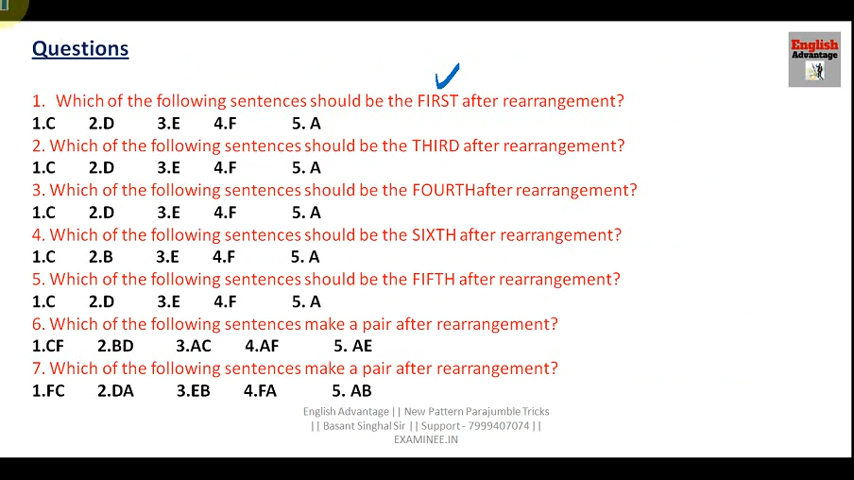 Questions
English
Advantage
1. Which of the following sentences should be the FIRST after rearrangement?
1.C 2.D 3.E 4.F 5. A
2. Which of the following sentences should be the THIRD after rearrangement?
1.C 2.D 3.E 4.F 5. A
3. Which of the following sentences should be the FOURTHafter rearrangement?
1.C 2.D 3.E 4.F 5. A
4. Which of the following sentences should be the SIXTH after rearrangement?
1.C 2.B 3.E 4.F 5. A
5. Which of the following sentences should be the FIFTH after rearrangement?
1.C 2.D 3.E 4.F 5. A
6. Which of the following sentences make a pair after rearrangement?
1.CF 2.BD 3.AC 4.AF 5. AE
7. Which of the following sentences make a pair after rearrangement?
1.FC 2.DA 3.EB 4.FA 5. AB
English Advantage || New Pattern Parajumble Tricks
|| Basant Singhal Sir || Support - 7999407074 ||
EXAMINEE.IN